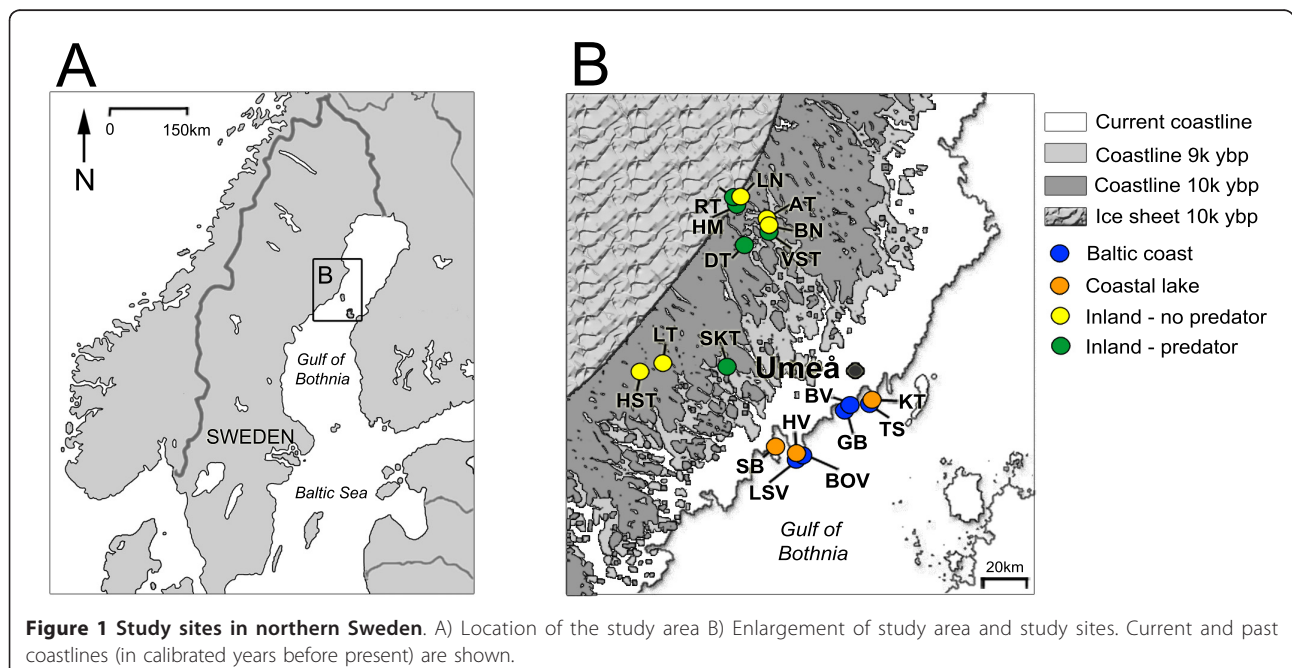 A
B
0 150km
N
B
Gulf of
Bothnia
SWEDEN
Baltic Sea
LN
RT
AT
HM
BN
DT
VST
LT
SKT
Umeå
HST
BV
KT
HV
TS
GB
SB
BOV
LSV
Gulf of
Bothnia
20km
Current coastline
Coastline 9k ybp
Coastline 10k ybp
Ice sheet 10k ybp
Baltic coast
Coastal lake
Inland - no predator
Inland - predator
Figure 1 Study sites in northern Sweden. A) Location of the study area B) Enlargement of study area and study sites. Current and past
coastlines (in calibrated years before present) are shown.